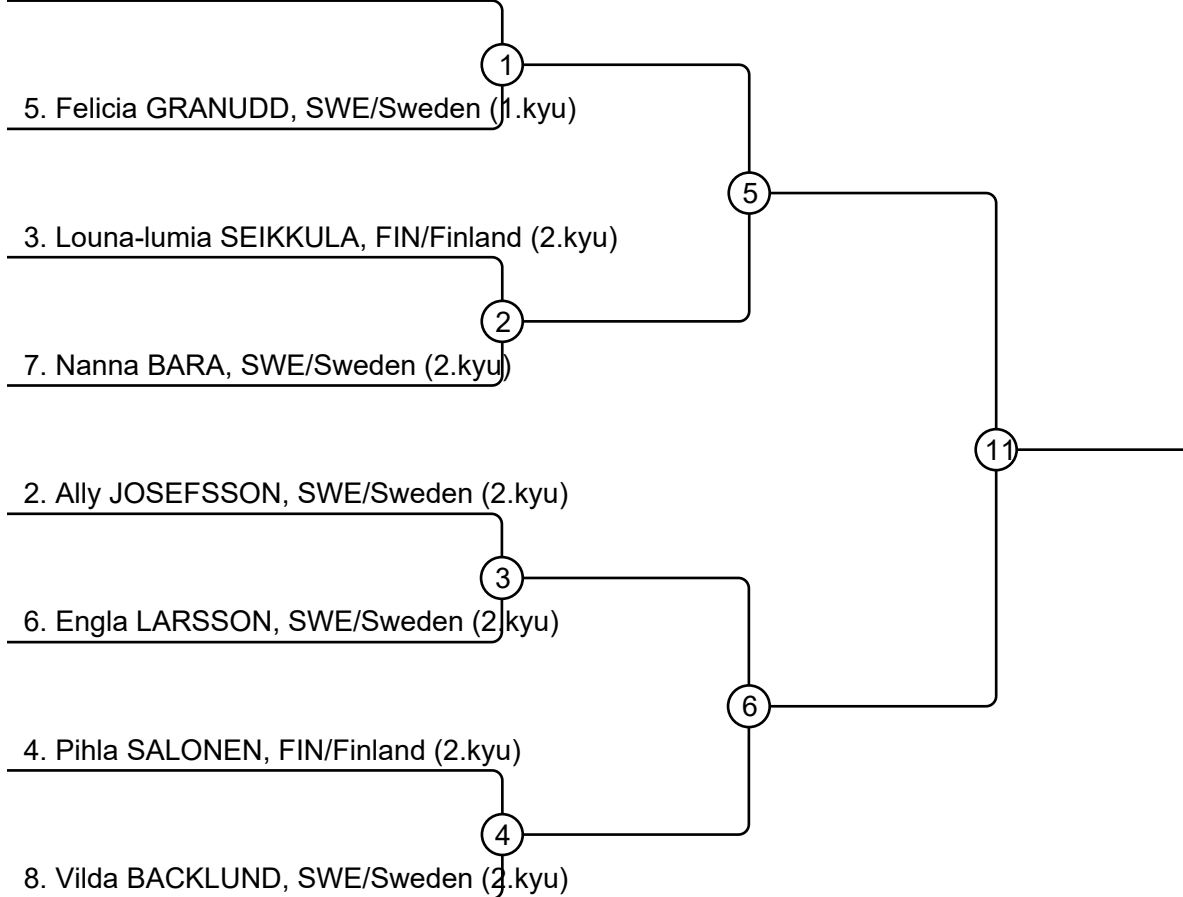 1
5. Felicia GRANUDD, SWE/Sweden (1.kyu)
5
3. Louna-lumia SEIKKULA, FIN/Finland (2.kyu)
2
7. Nanna BARA, SWE/Sweden (2.kyu)
11
2. Ally JOSEFSSON, SWE/Sweden (2.kyu)
3
6. Engla LARSSON, SWE/Sweden (2.kyu)
6
4. Pihla SALONEN, FIN/Finland (2.kyu)
4
8. Vilda BACKLUND, SWE/Sweden (2.kyu)